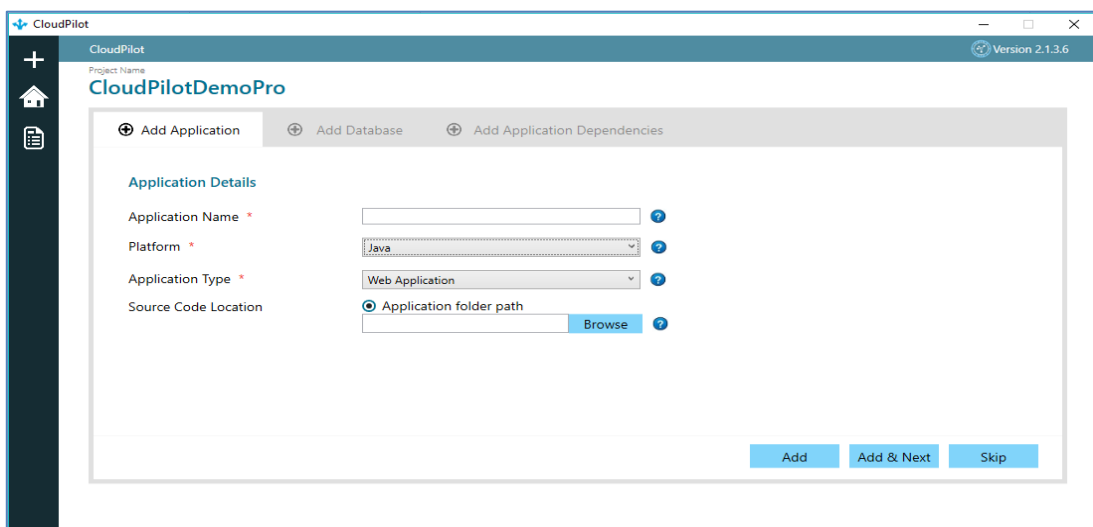 CloudPilot
CloudPilot Version 2.1.3.6
Project Name
CloudPilotDemoPro
Add Application Add Database Add Application Dependencies
Application Details
Application Name *
Platform * Java
Application Type * Web Application
Source Code Location Application folder path
Browse
Add Add & Next Skip